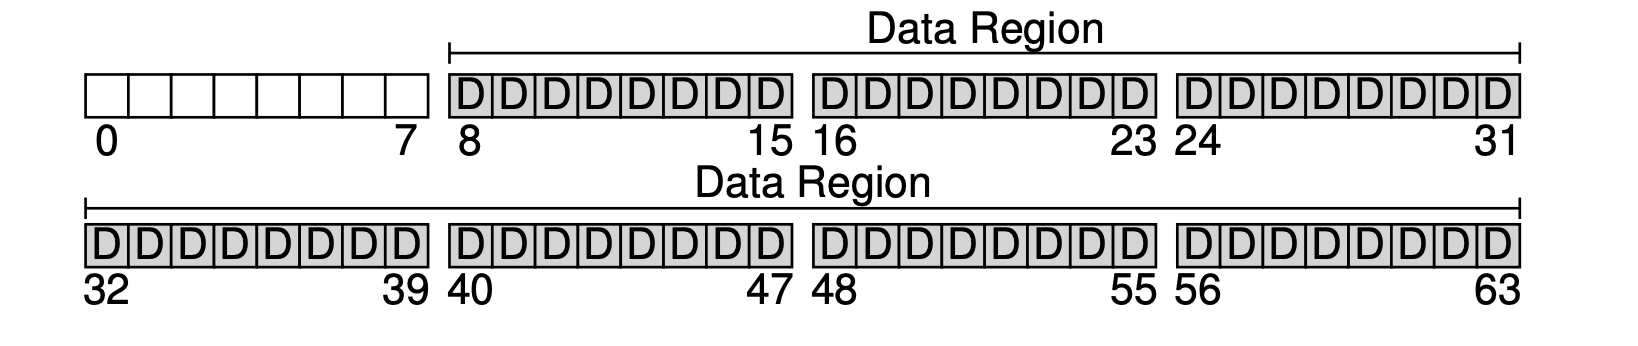 Data Region
D D D D D D D D D D D D D D D D D D D D D D D D
0 7 8 15 16 23 24 31
Data Region
D D D D D D D D D D D D D D D D D D D D D D D D D D D D D D D D
32 39 40 47 48 55 56 63